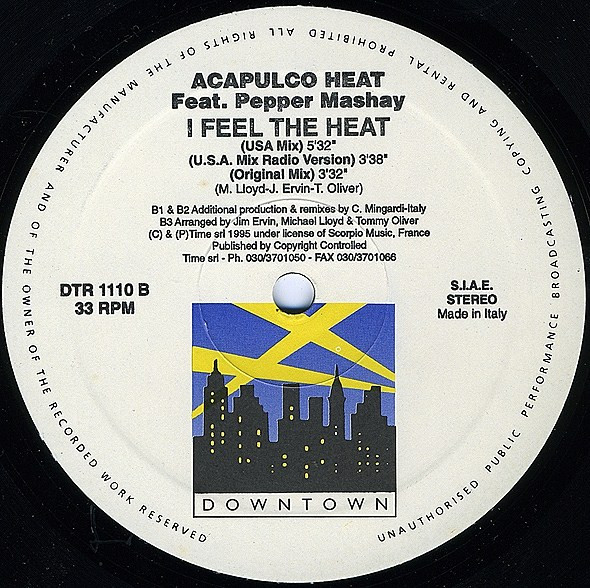 ACAPULCO HEAT
Feat. Pepper Mashay
I FEEL THE HEAT
(USA Mix) 5'32"
(U.S.A. Mix Radio Version) 3'38"
(Original Mix) 3'32"
(M. Lloyd-J. Ervin-T. Oliver)
B1 & B2 Additional production & remixes by C. Mingardi-Italy
B3 Arranged by Jim Ervin, Michael Lloyd & Tommy Oliver
(C) & (P)Time srl 1995 under license of Scorpio Music, France
Published by Copyright Controlled
Time srl - Ph. 030/3701050 - FAX 030/3701066
DTR 1110 B
33 RPM
S.I.A.E.
STEREO
Made in Italy
DOWNTOWN
UNAUTHORISED PUBLIC PERFORMANCE BROADCASTING COPYING AND RENTAL PROHIBITED ALL RIGHTS OF THE MANUFACTURER AND OF THE OWNER OF THE RECORDED WORK RESERVED